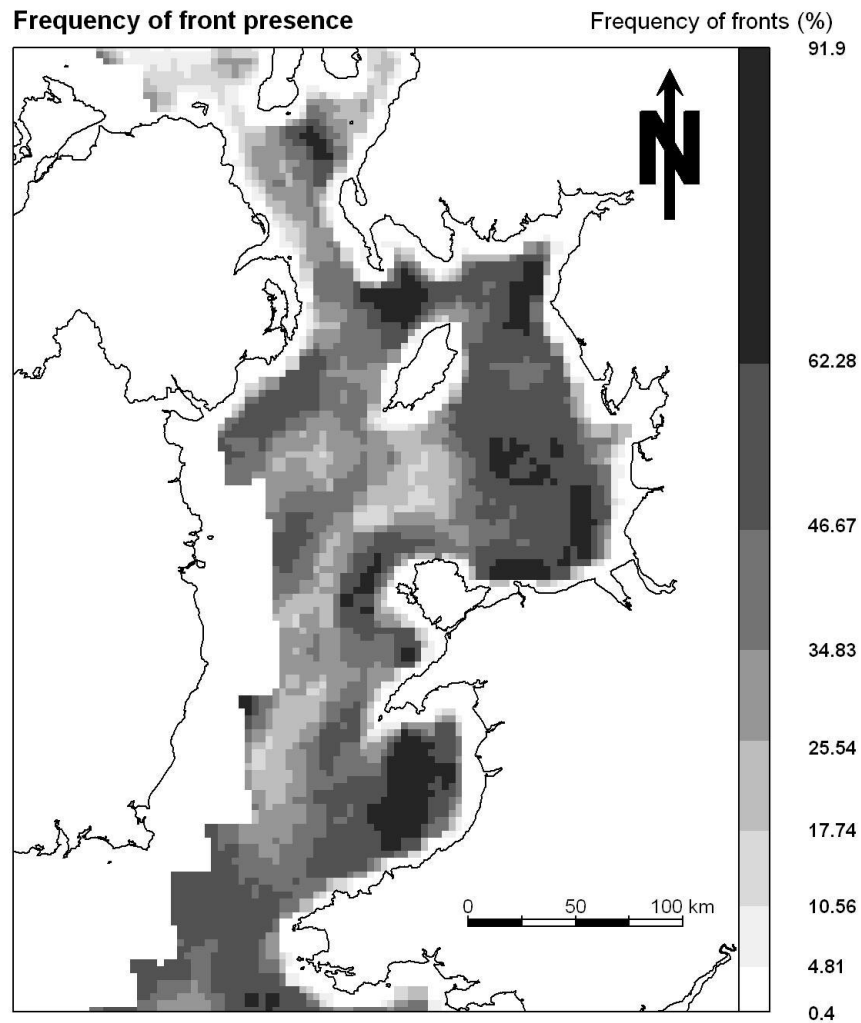 Frequency of front presence
Frequency of fronts (%)
91.9
N
62.28
46.67
34.83
25.54
17.74
10.56
4.81
0.4
0 50 100 km